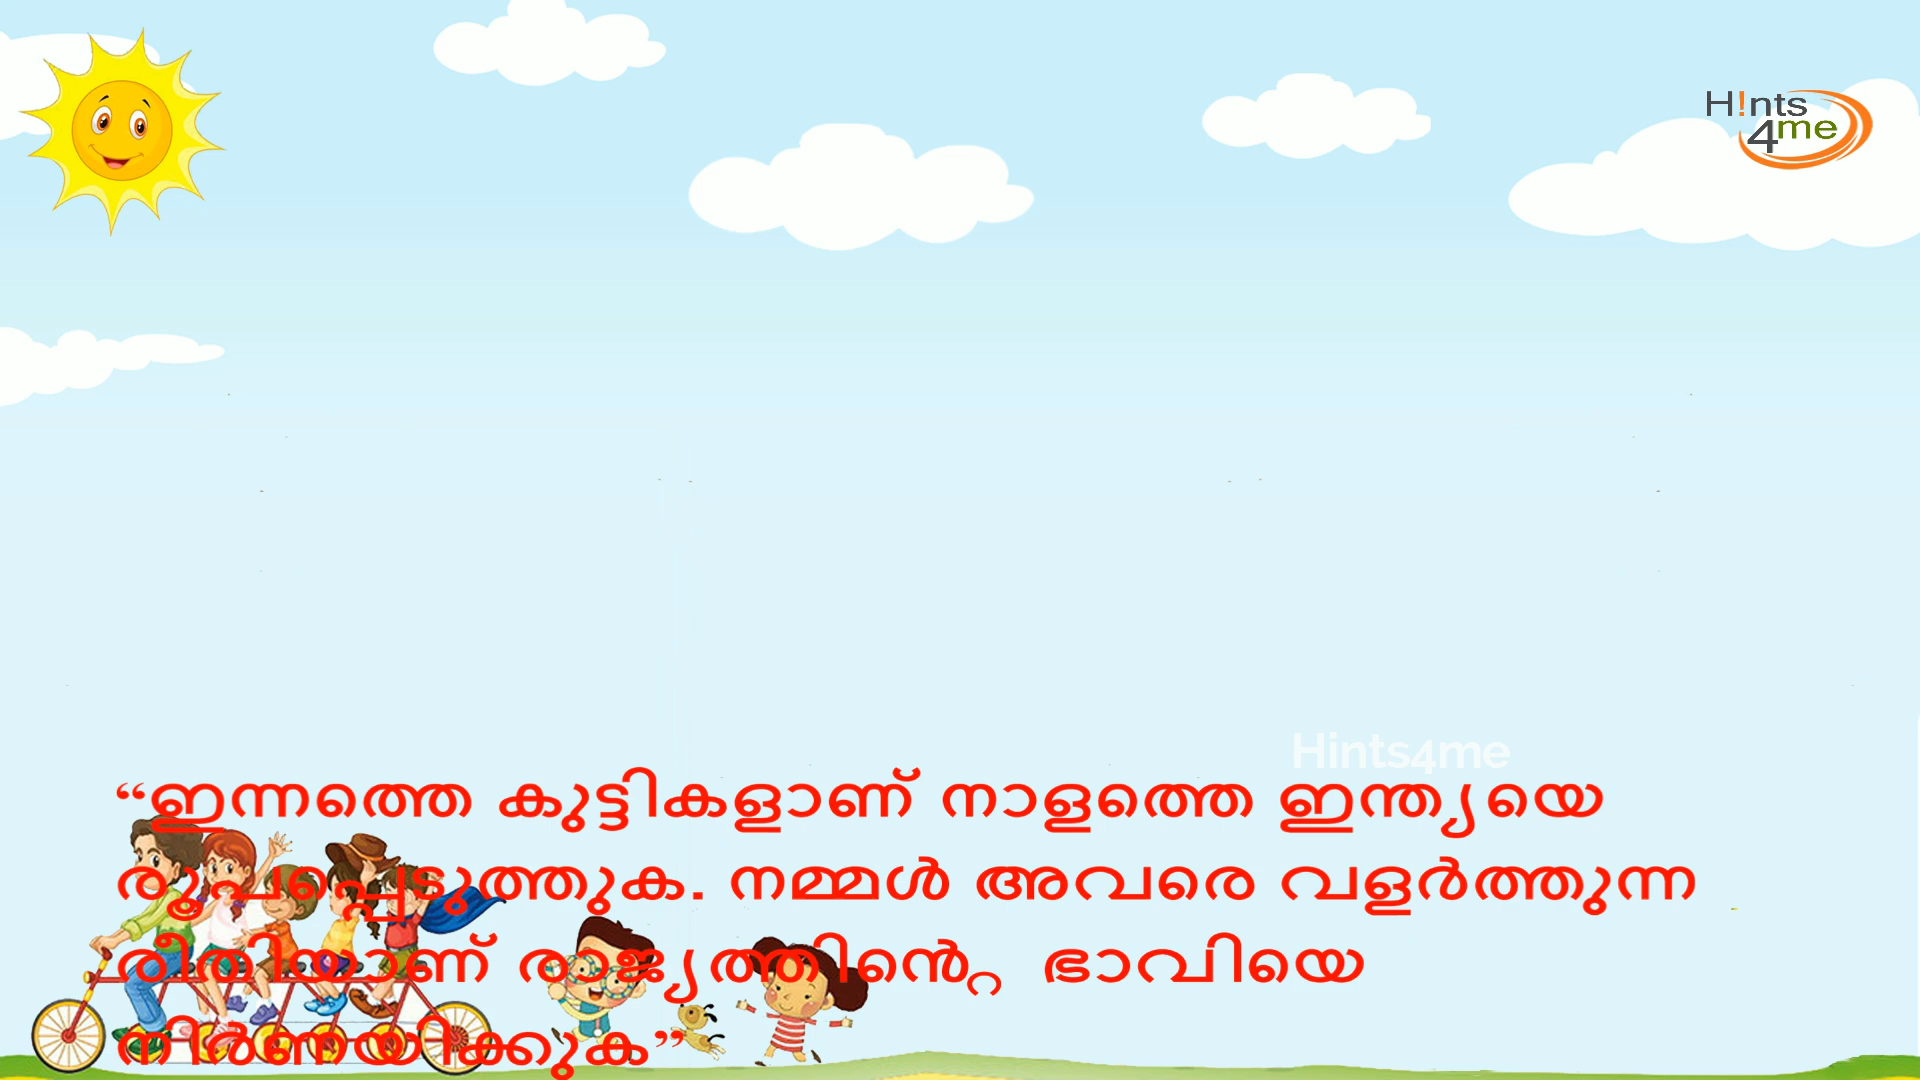 H!nts
4me
Hints4me
“ഇന്നത്തെ കുട്ടികളാണ് നാളത്തെ ഇന്ത്യയെ
രൂപപ്പെടുത്തുക. നമ്മൾ അവരെ വളർത്തുന്ന
രീതിയാണ് രാജ്യത്തിന്റെ ഭാവിയെ
നിർണയിക്കുക”